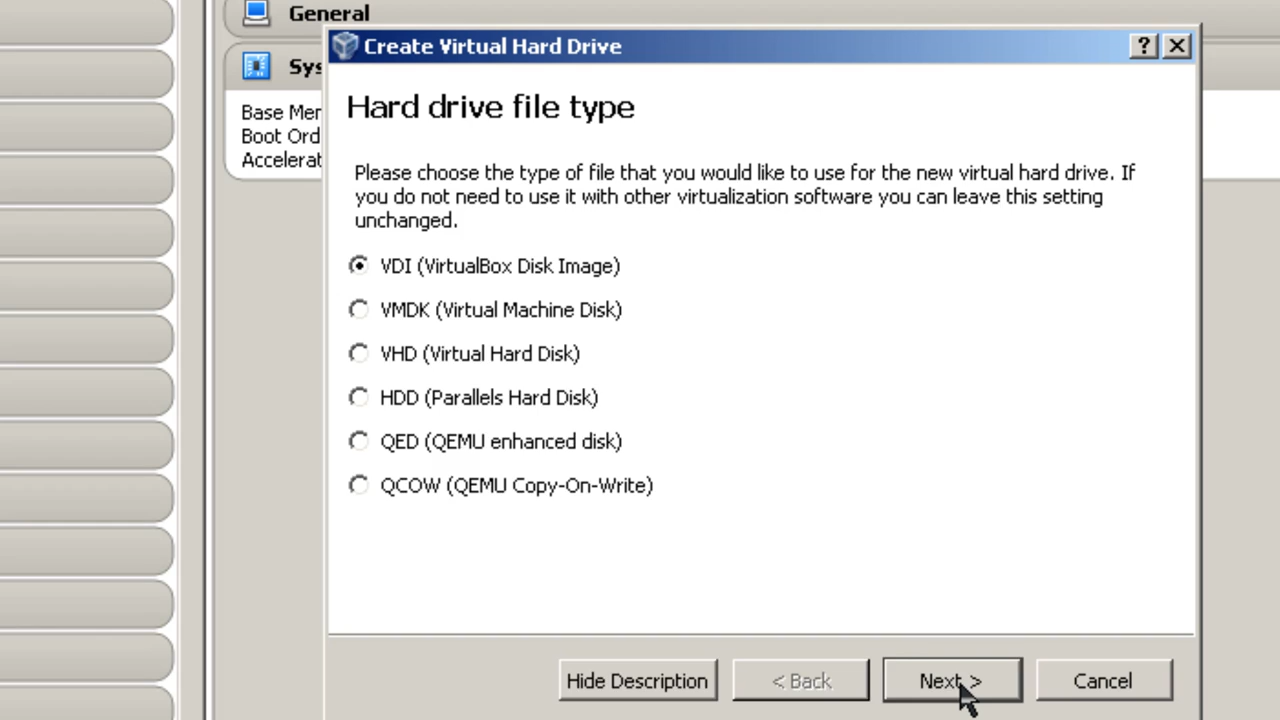 General
Create Virtual Hard Drive
Sys
Hard drive file type
Base Mer
Boot Ord
Accelerat
Please choose the type of file that you would like to use for the new virtual hard drive. If
you do not need to use it with other virtualization software you can leave this setting
unchanged.
VDI (VirtualBox Disk Image)
VMDK (Virtual Machine Disk)
VHD (Virtual Hard Disk)
HDD (Parallels Hard Disk)
QED (QEMU enhanced disk)
QCOW (QEMU Copy-On-Write)
Hide Description
< Back
Next >
Cancel